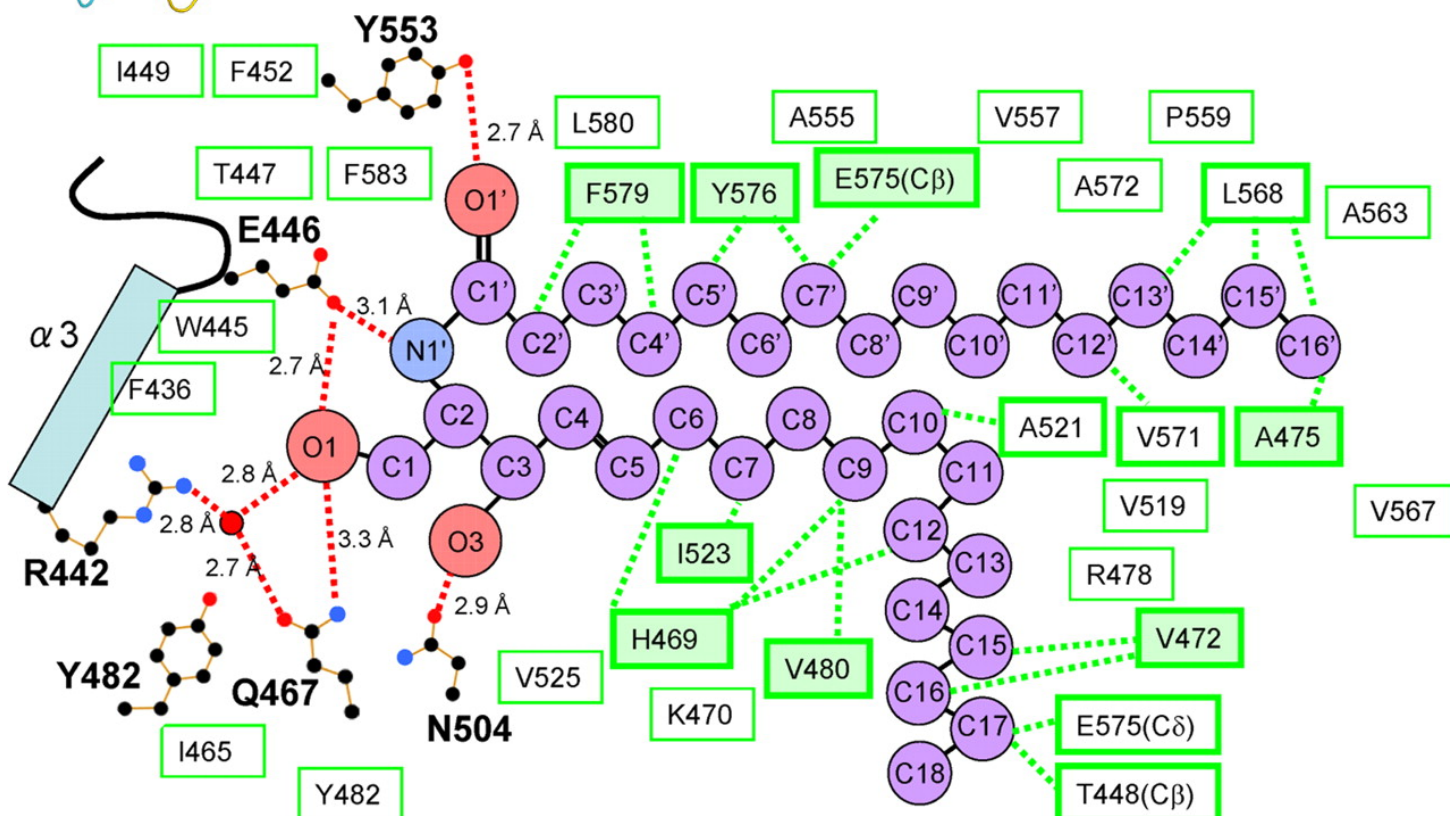 Y553
I449
F452
2.7 Å
L580
A555
V557
P559
T447
F583
O1'
F579
Y576
E575(Cβ)
A572
L568
A563
E446
C1'
C3'
C5'
C7'
C9'
C11'
C13'
C15'
3.1 Å
α3
W445
N1'
C2'
C4'
C6'
C8'
C10'
C12'
C14'
C16'
2.7 Å
F436
C2
C4
C6
C8
C10
A521
V571
A475
O1
C1
C3
C5
C7
C9
C11
2.8 Å
2.8 Å
3.3 Å
V519
V567
O3
C12
I523
C13
R442
2.7 Å
2.9 Å
R478
C14
H469
C15
V472
Y482
Q467
V525
V480
C16
N504
K470
C17
E575(Cδ)
I465
C18
Y482
T448(Cβ)